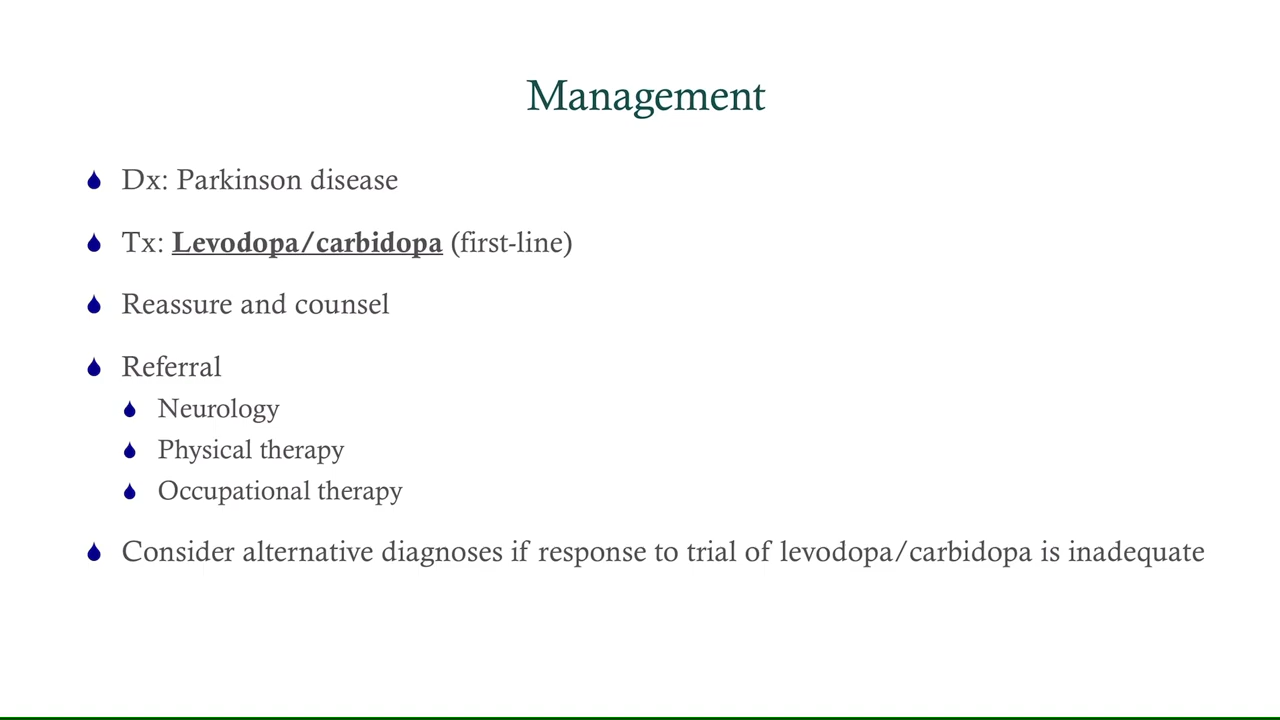 Management
Dx: Parkinson disease
Tx: Levodopa/carbidopa (first-line)
Reassure and counsel
Referral
Neurology
Physical therapy
Occupational therapy
Consider alternative diagnoses if response to trial of levodopa/carbidopa is inadequate